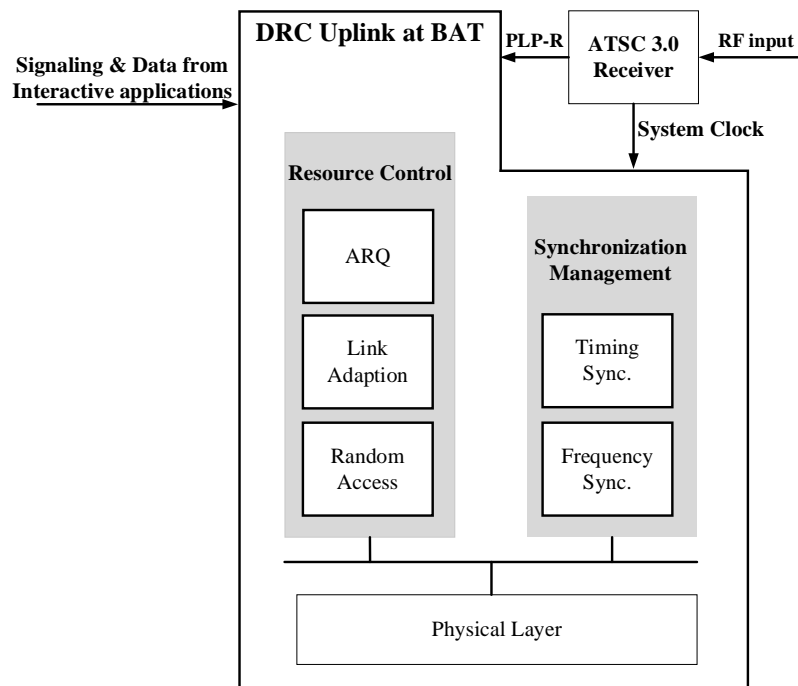 DRC Uplink at BAT
PLP-R
ATSC 3.0
Receiver
RF input
Signaling & Data from
Interactive applications
System Clock
Resource Control
ARQ
Link
Adaption
Random
Access
Synchronization
Management
Timing
Sync.
Frequency
Sync.
Physical Layer